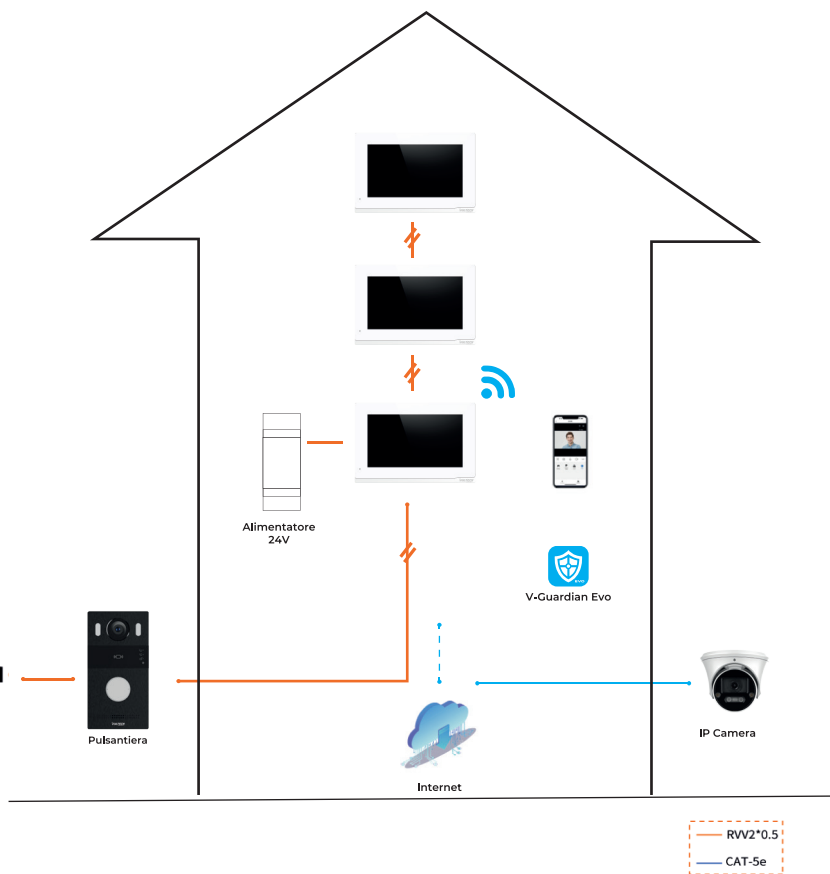 Alimentatore
24V
V-Guardian Evo
Pulsantiera
IP Camera
Internet
RVV2*0.5
CAT-5e